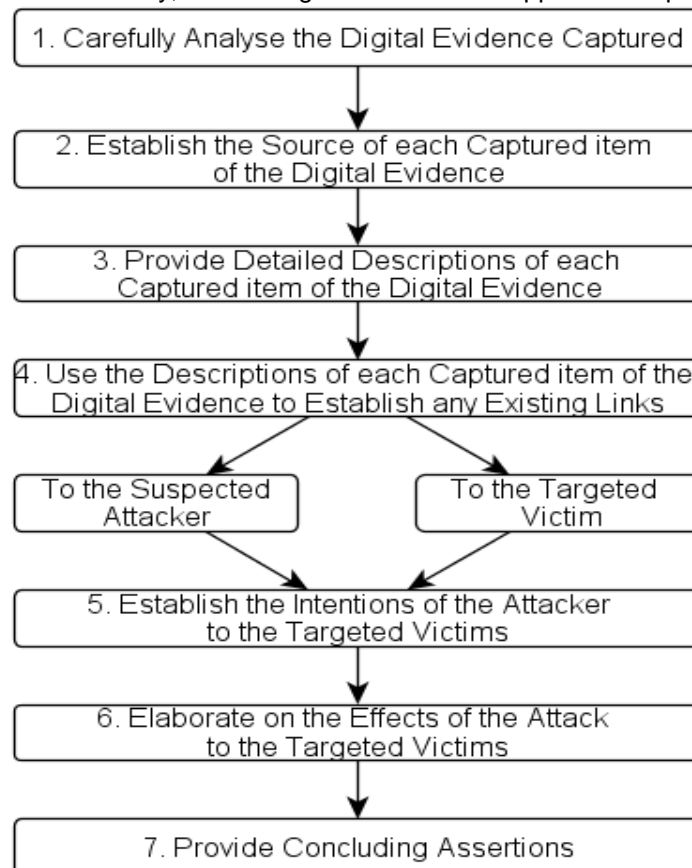 1. Carefully Analyse the Digital Evidence Captured
2. Establish the Source of each Captured item
of the Digital Evidence
3. Provide Detailed Descriptions of each
Captured item of the Digital Evidence
4. Use the Descriptions of each Captured item of the
Digital Evidence to Establish any Existing Links
To the Suspected
Attacker
To the Targeted
Victim
5. Establish the Intentions of the Attacker
to the Targeted Victims
6. Elaborate on the Effects of the Attack
to the Targeted Victims
7. Provide Concluding Assertions